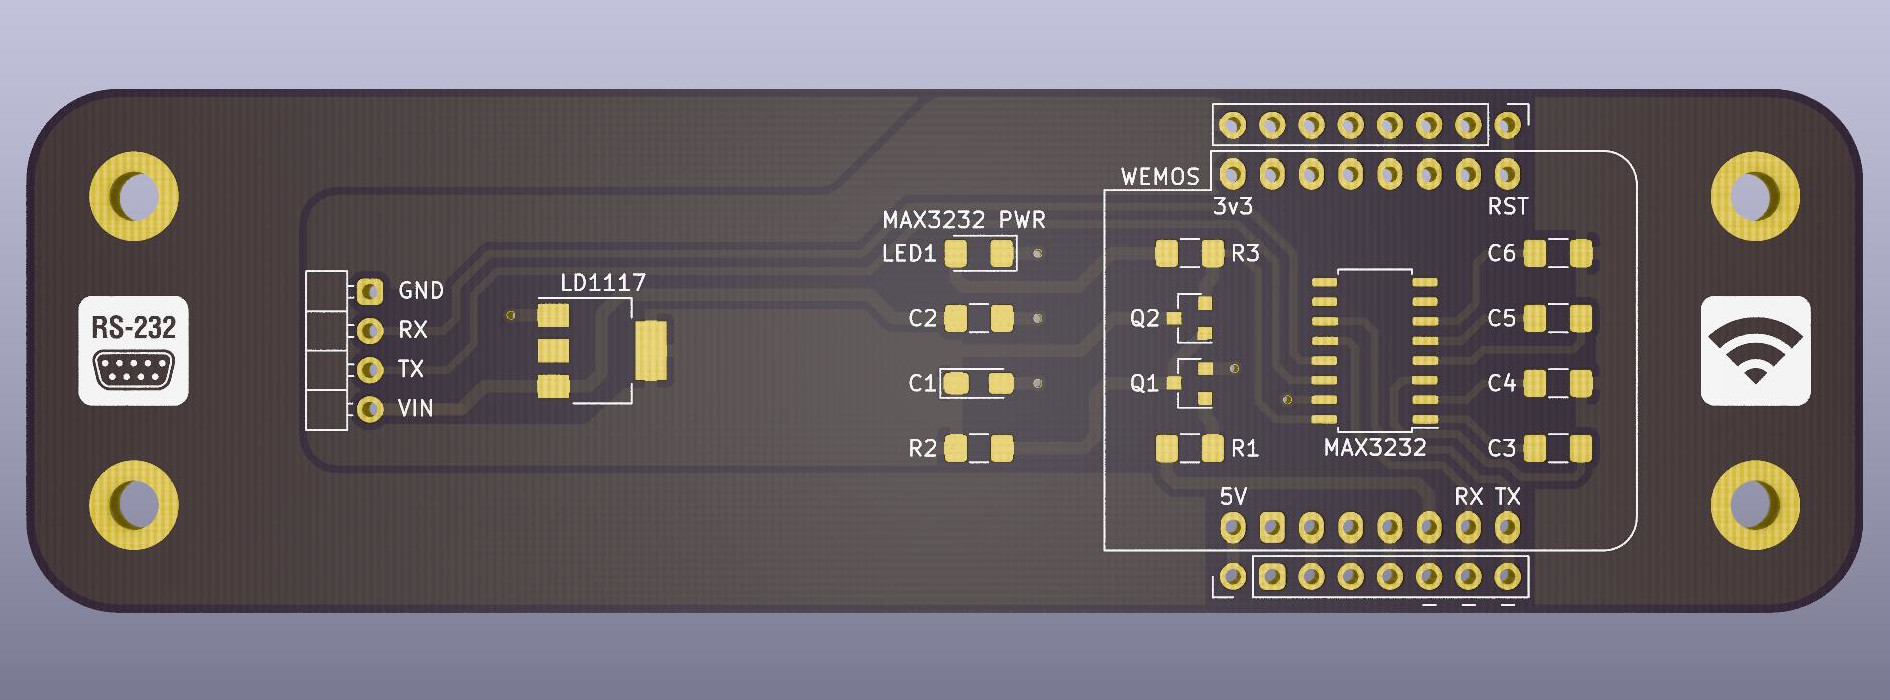 WEMOS
3v3 RST
MAX3232 PWR
LED1 R3 C6
LD1117
GND
RS-232 RX
C2 Q2 C5
TX
C1 Q1 C4
VIN
R2 R1 MAX3232 C3
5V RX TX